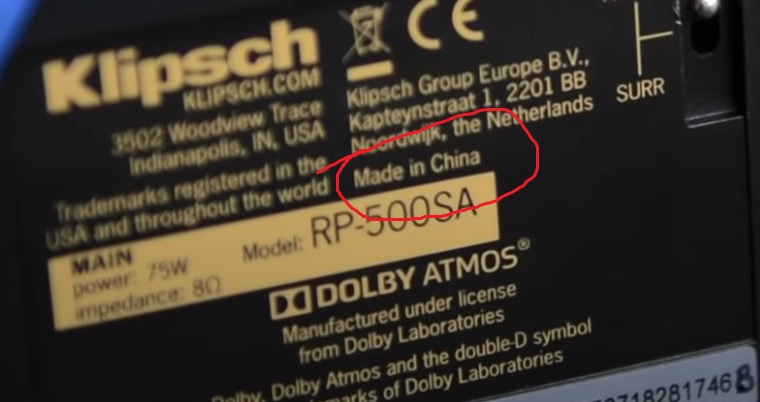 Klipsch
KLIPSCH.COM
3502 Woodview Trace
Indianapolis, IN, USA
Trademarks registered in the
USA and throughout the world
CE
Klipsch Group Europe B.V.,
Kapteynstraat 1, 2201 BB
Noordwijk, the Netherlands
Made in China
SURR
MAIN
power: 75W
impedance: 8Ω
Model: RP-500SA
DOLBY ATMOS®
Manufactured under license
from Dolby Laboratories
Dolby, Dolby Atmos and the double-D symbol
of Dolby Laboratories